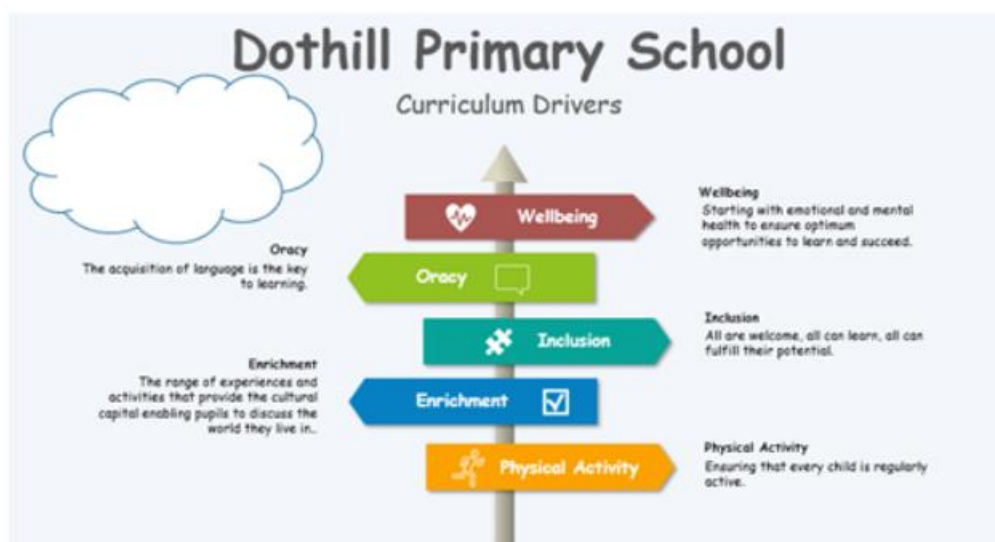 Dothill Primary School
Curriculum Drivers
Wellbeing
Wellbeing
Starting with emotional and mental
health to ensure optimum
opportunities to learn and succeed.
Oracy
The acquisition of language is the key
to learning.
Oracy
Inclusion
Inclusion
All are welcome, all can learn, all can
fulfill their potential.
Enrichment
The range of experiences and
activities that provide the cultural
capital enabling pupils to discuss the
world they live in..
Enrichment
Physical Activity
Physical Activity
Ensuring that every child is regularly
active.